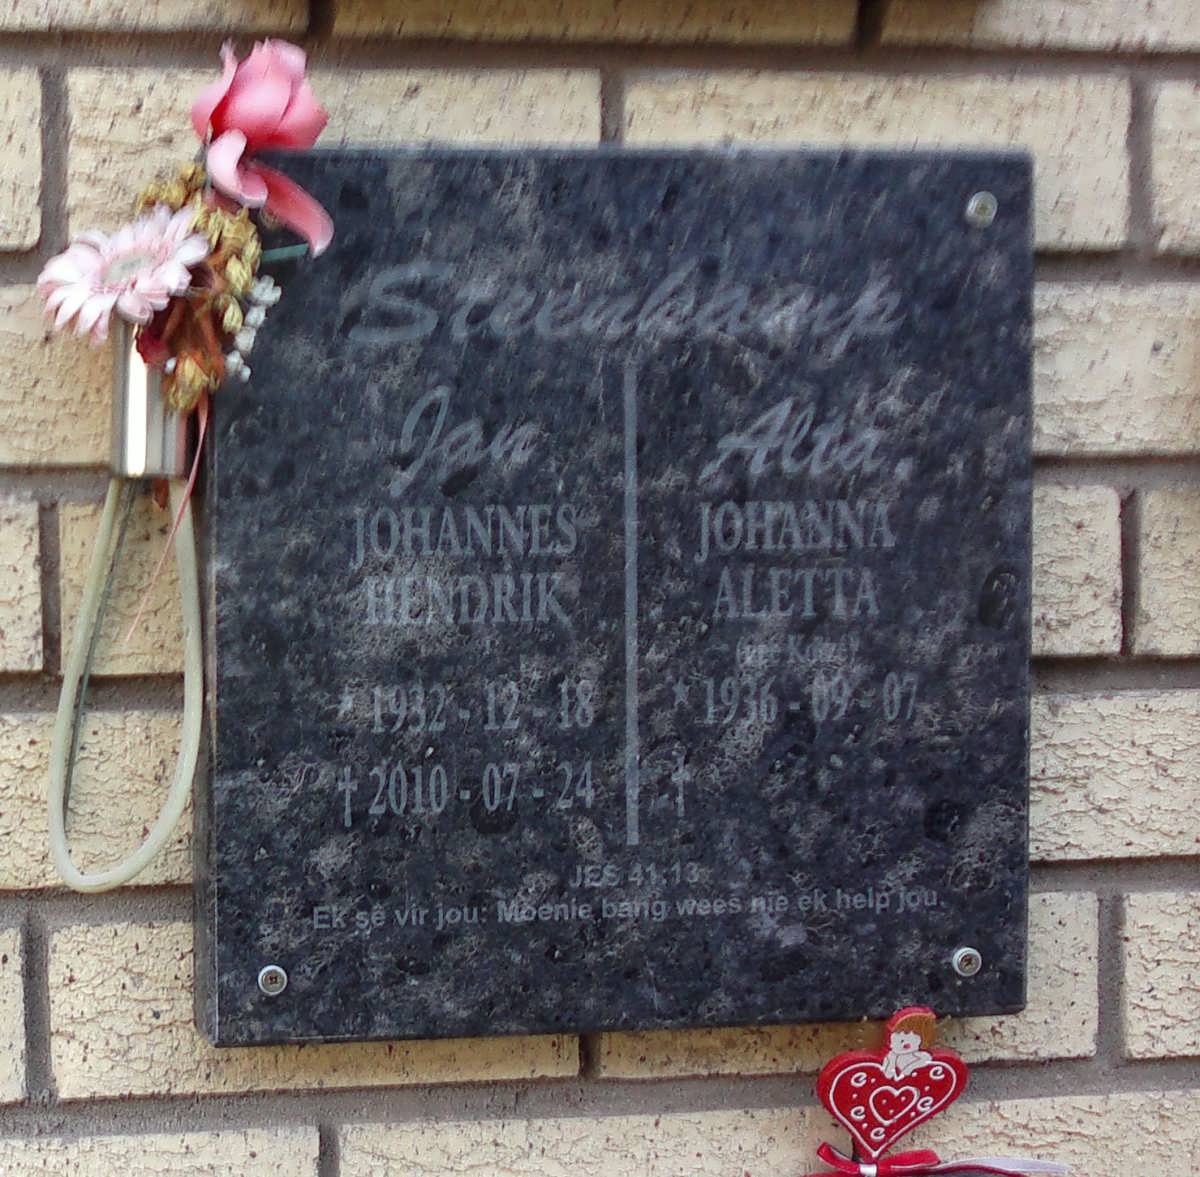 Steenkamp
Jan
JOHANNES
HENDRIK
* 1932 - 12 - 18
† 2010 - 07 - 24
Alta
JOHANNA
ALETTA
* 1936 - 09 - 07
†
JES 41:13
Ek sê vir jou: Moenie bang wees nie ek help jou.